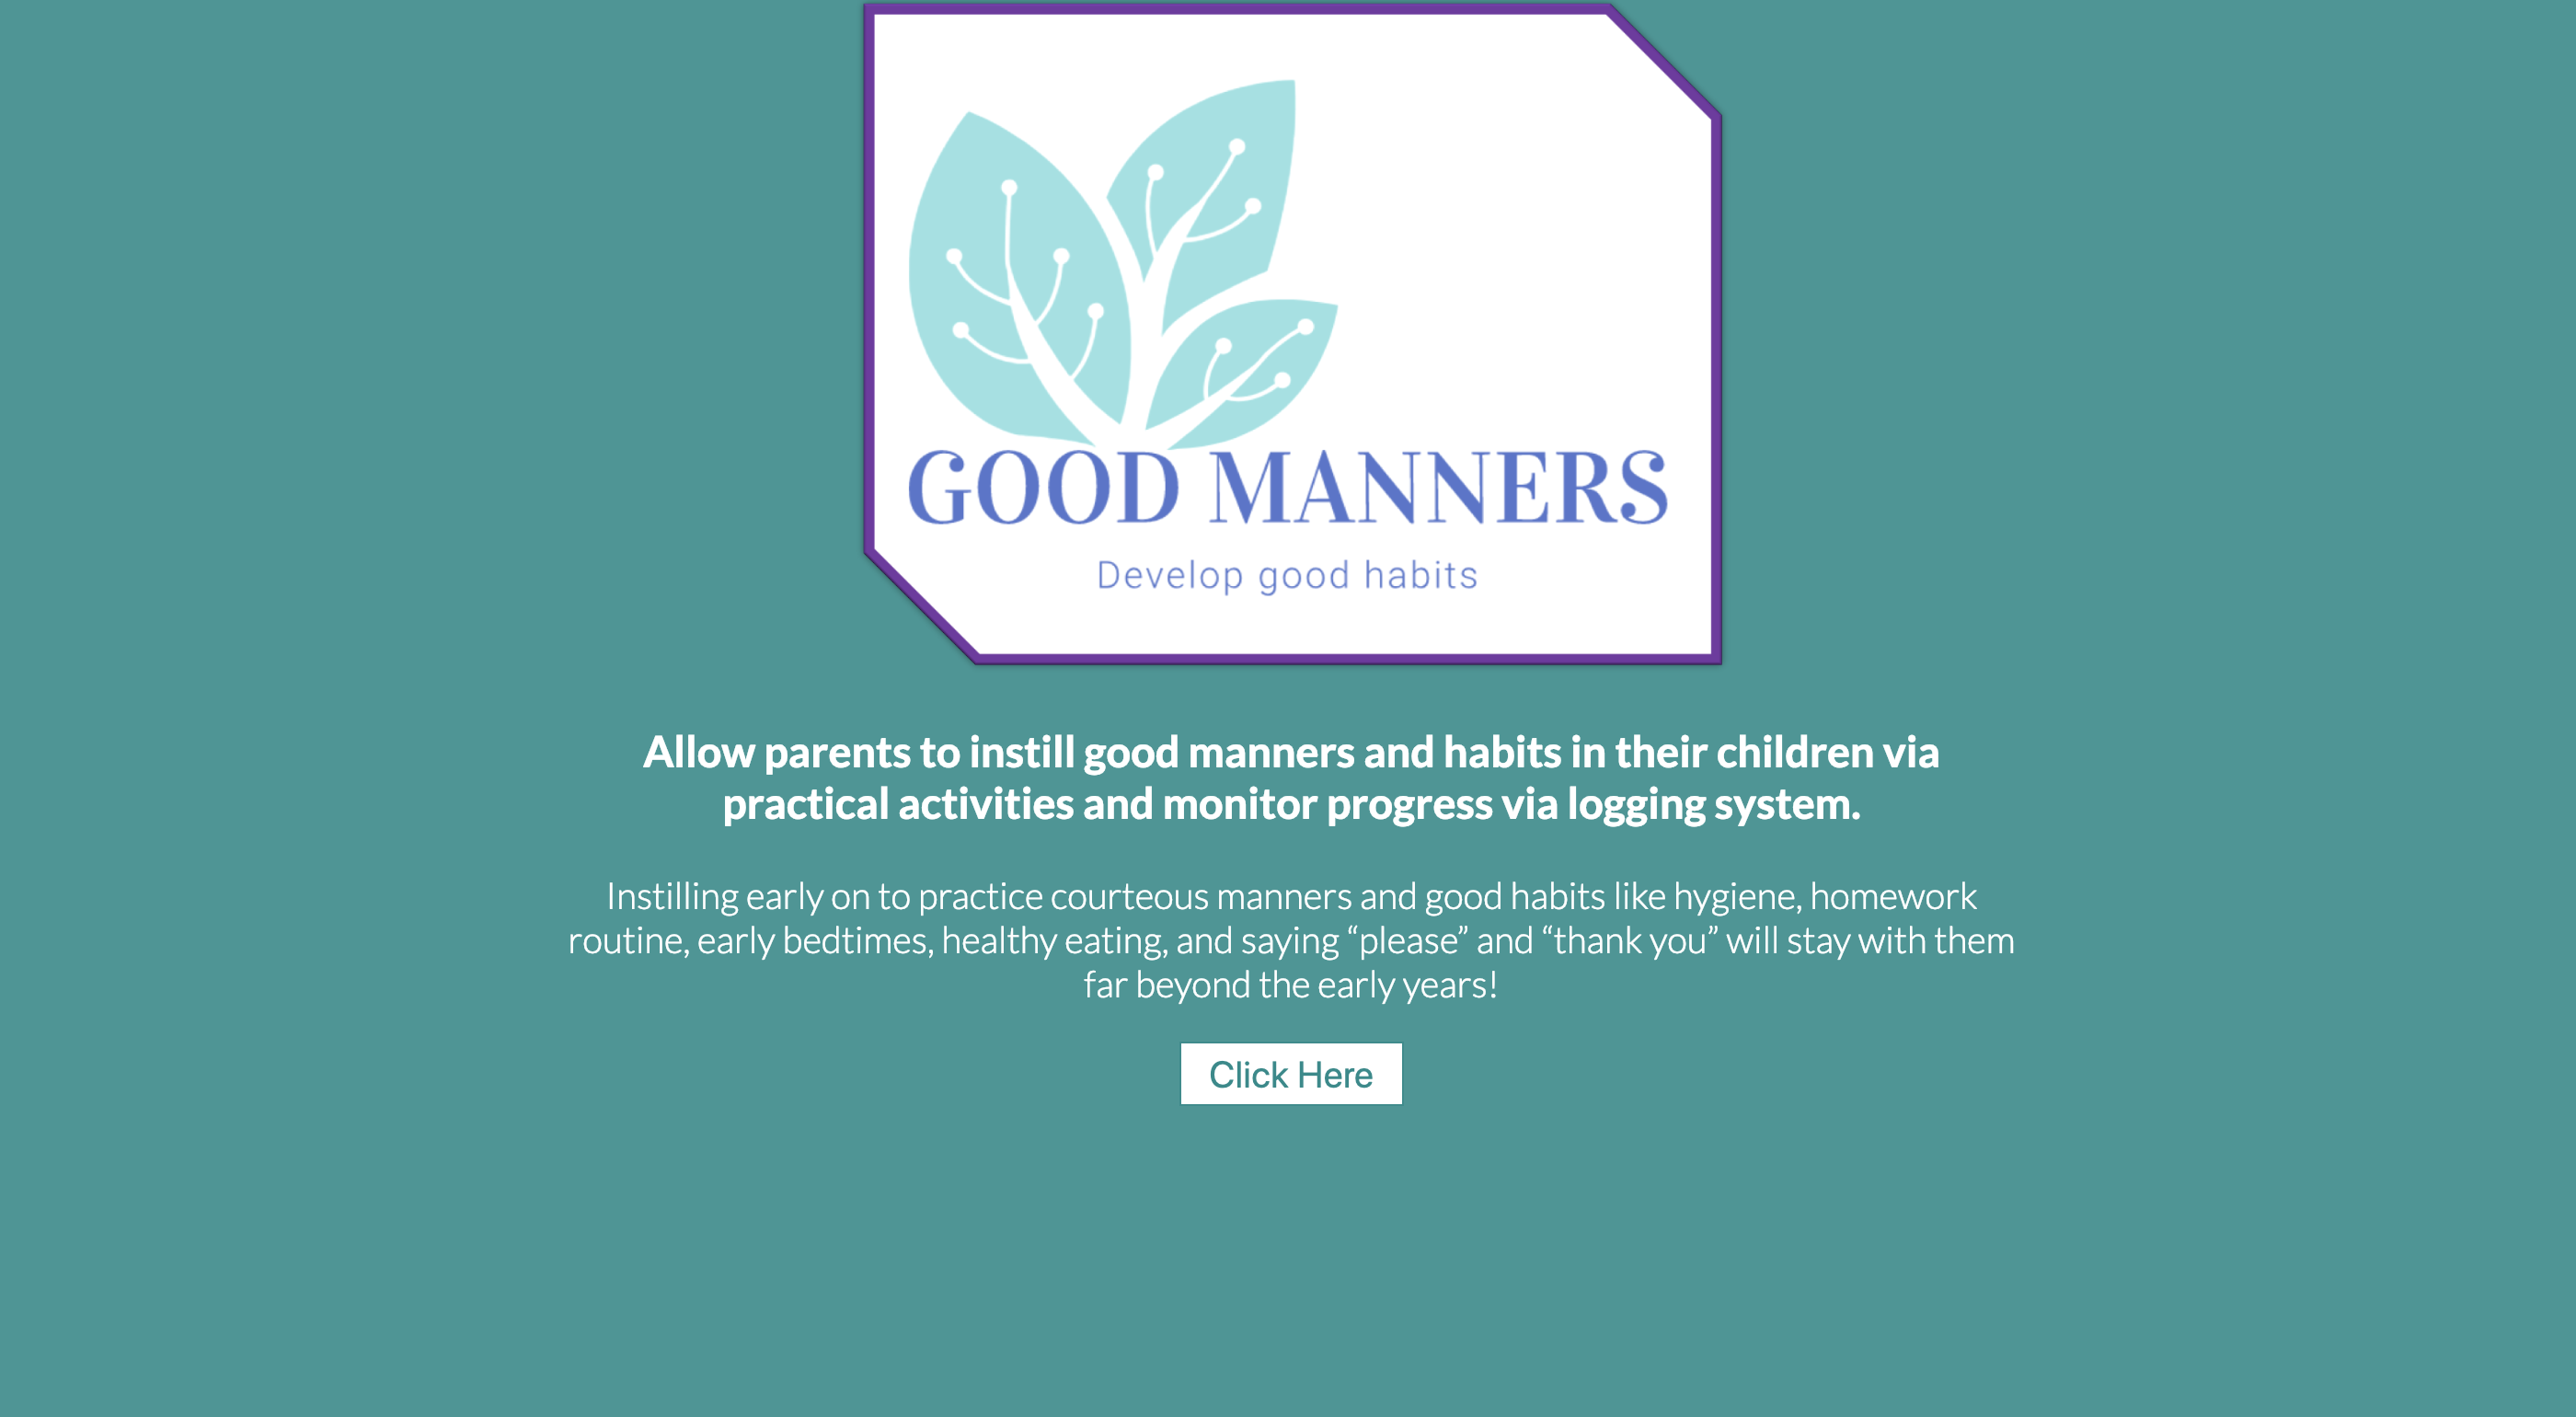 GOOD MANNERS
Develop good habits
Allow parents to instill good manners and habits in their children via
practical activities and monitor progress via logging system.
Instilling early on to practice courteous manners and good habits like hygiene, homework
routine, early bedtimes, healthy eating, and saying “please” and “thank you” will stay with them
far beyond the early years!
Click Here